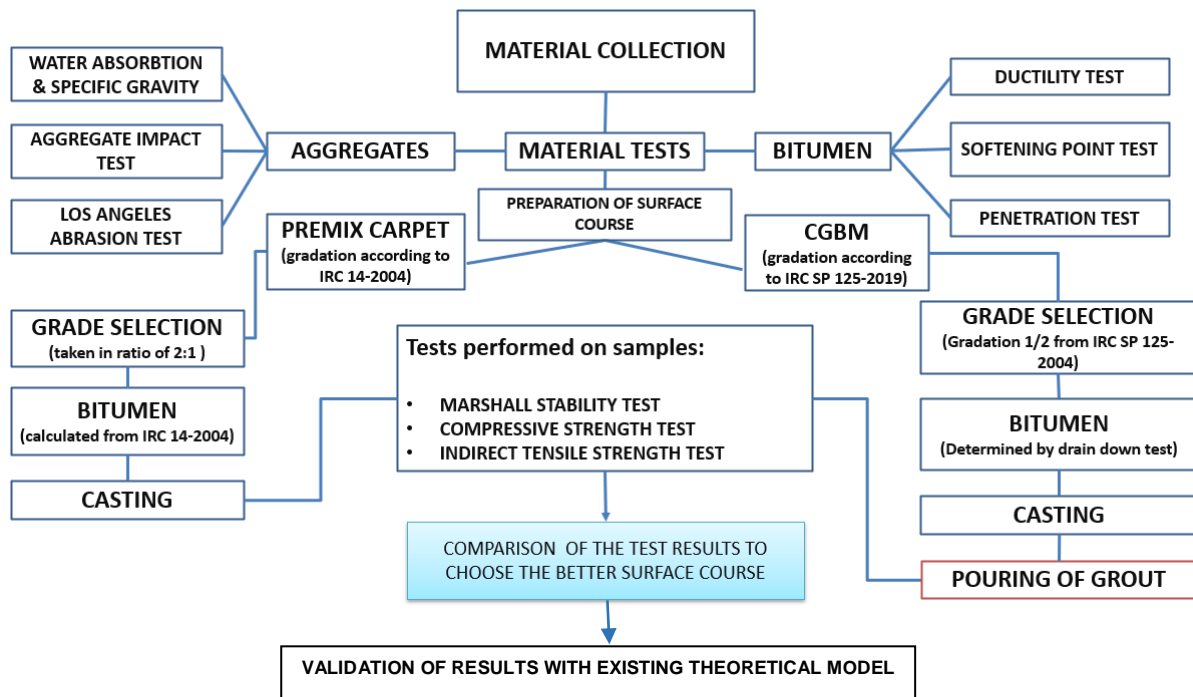 MATERIAL COLLECTION
WATER ABSORBTION
& SPECIFIC GRAVITY
AGGREGATE IMPACT
TEST
LOS ANGELES
ABRASION TEST
AGGREGATES
MATERIAL TESTS
BITUMEN
DUCTILITY TEST
SOFTENING POINT TEST
PENETRATION TEST
PREPARATION OF SURFACE
COURSE
PREMIX CARPET
(gradation according to
IRC 14-2004)
CGBM
(gradation according
to IRC SP 125-2019)
GRADE SELECTION
(taken in ratio of 2:1 )
BITUMEN
(calculated from IRC 14-2004)
CASTING
Tests performed on samples:
• MARSHALL STABILITY TEST
• COMPRESSIVE STRENGTH TEST
• INDIRECT TENSILE STRENGTH TEST
GRADE SELECTION
(Gradation 1/2 from IRC SP 125-
2004)
BITUMEN
(Determined by drain down test)
CASTING
POURING OF GROUT
COMPARISON OF THE TEST RESULTS TO
CHOOSE THE BETTER SURFACE COURSE
VALIDATION OF RESULTS WITH EXISTING THEORETICAL MODEL